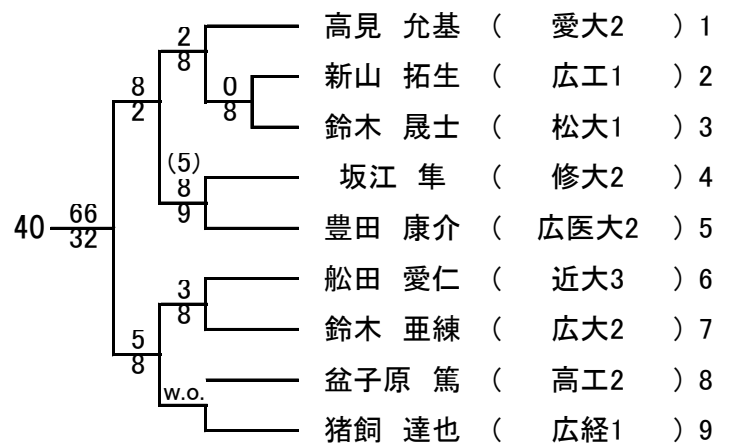 2
8
高見 允基 ( 愛大2 ) 1
新山 拓生 ( 広工1 ) 2
0
8
8
2
鈴木 晟士 ( 松大1 ) 3
(5)
8
9
坂江 隼 ( 修大2 ) 4
40 66
32
豊田 康介 ( 広医大2 ) 5
舩田 愛仁 ( 近大3 ) 6
3
8
鈴木 亜練 ( 広大2 ) 7
5
8
盆子原 篤 ( 高工2 ) 8
w.o.
猪飼 達也 ( 広経1 ) 9